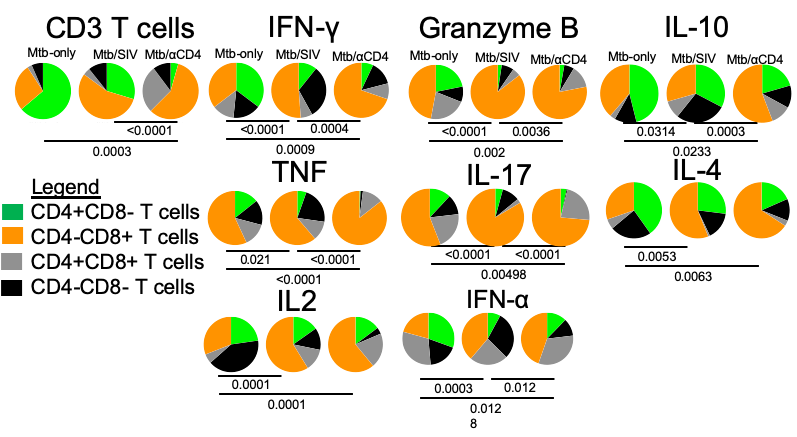 CD3 T cells
IFN-γ
Granzyme B
IL-10
Mtb-only
Mtb/SIV
Mtb/αCD4
Mtb-only
Mtb/SIV
Mtb/αCD4
Mtb-only
Mtb/SIV
Mtb/αCD4
Mtb-only
Mtb/SIV
Mtb/αCD4
<0.0001
0.0003
<0.0001
0.0004
0.0009
<0.0001
0.0036
0.002
0.0314
0.0003
0.0233
TNF
IL-17
IL-4
Legend
CD4+CD8- T cells
CD4-CD8+ T cells
CD4+CD8+ T cells
CD4-CD8- T cells
0.021
<0.0001
<0.0001
<0.0001
<0.0001
0.00498
0.0053
0.0063
IL2
IFN-α
0.0001
0.0001
0.0003
0.012
0.012
8